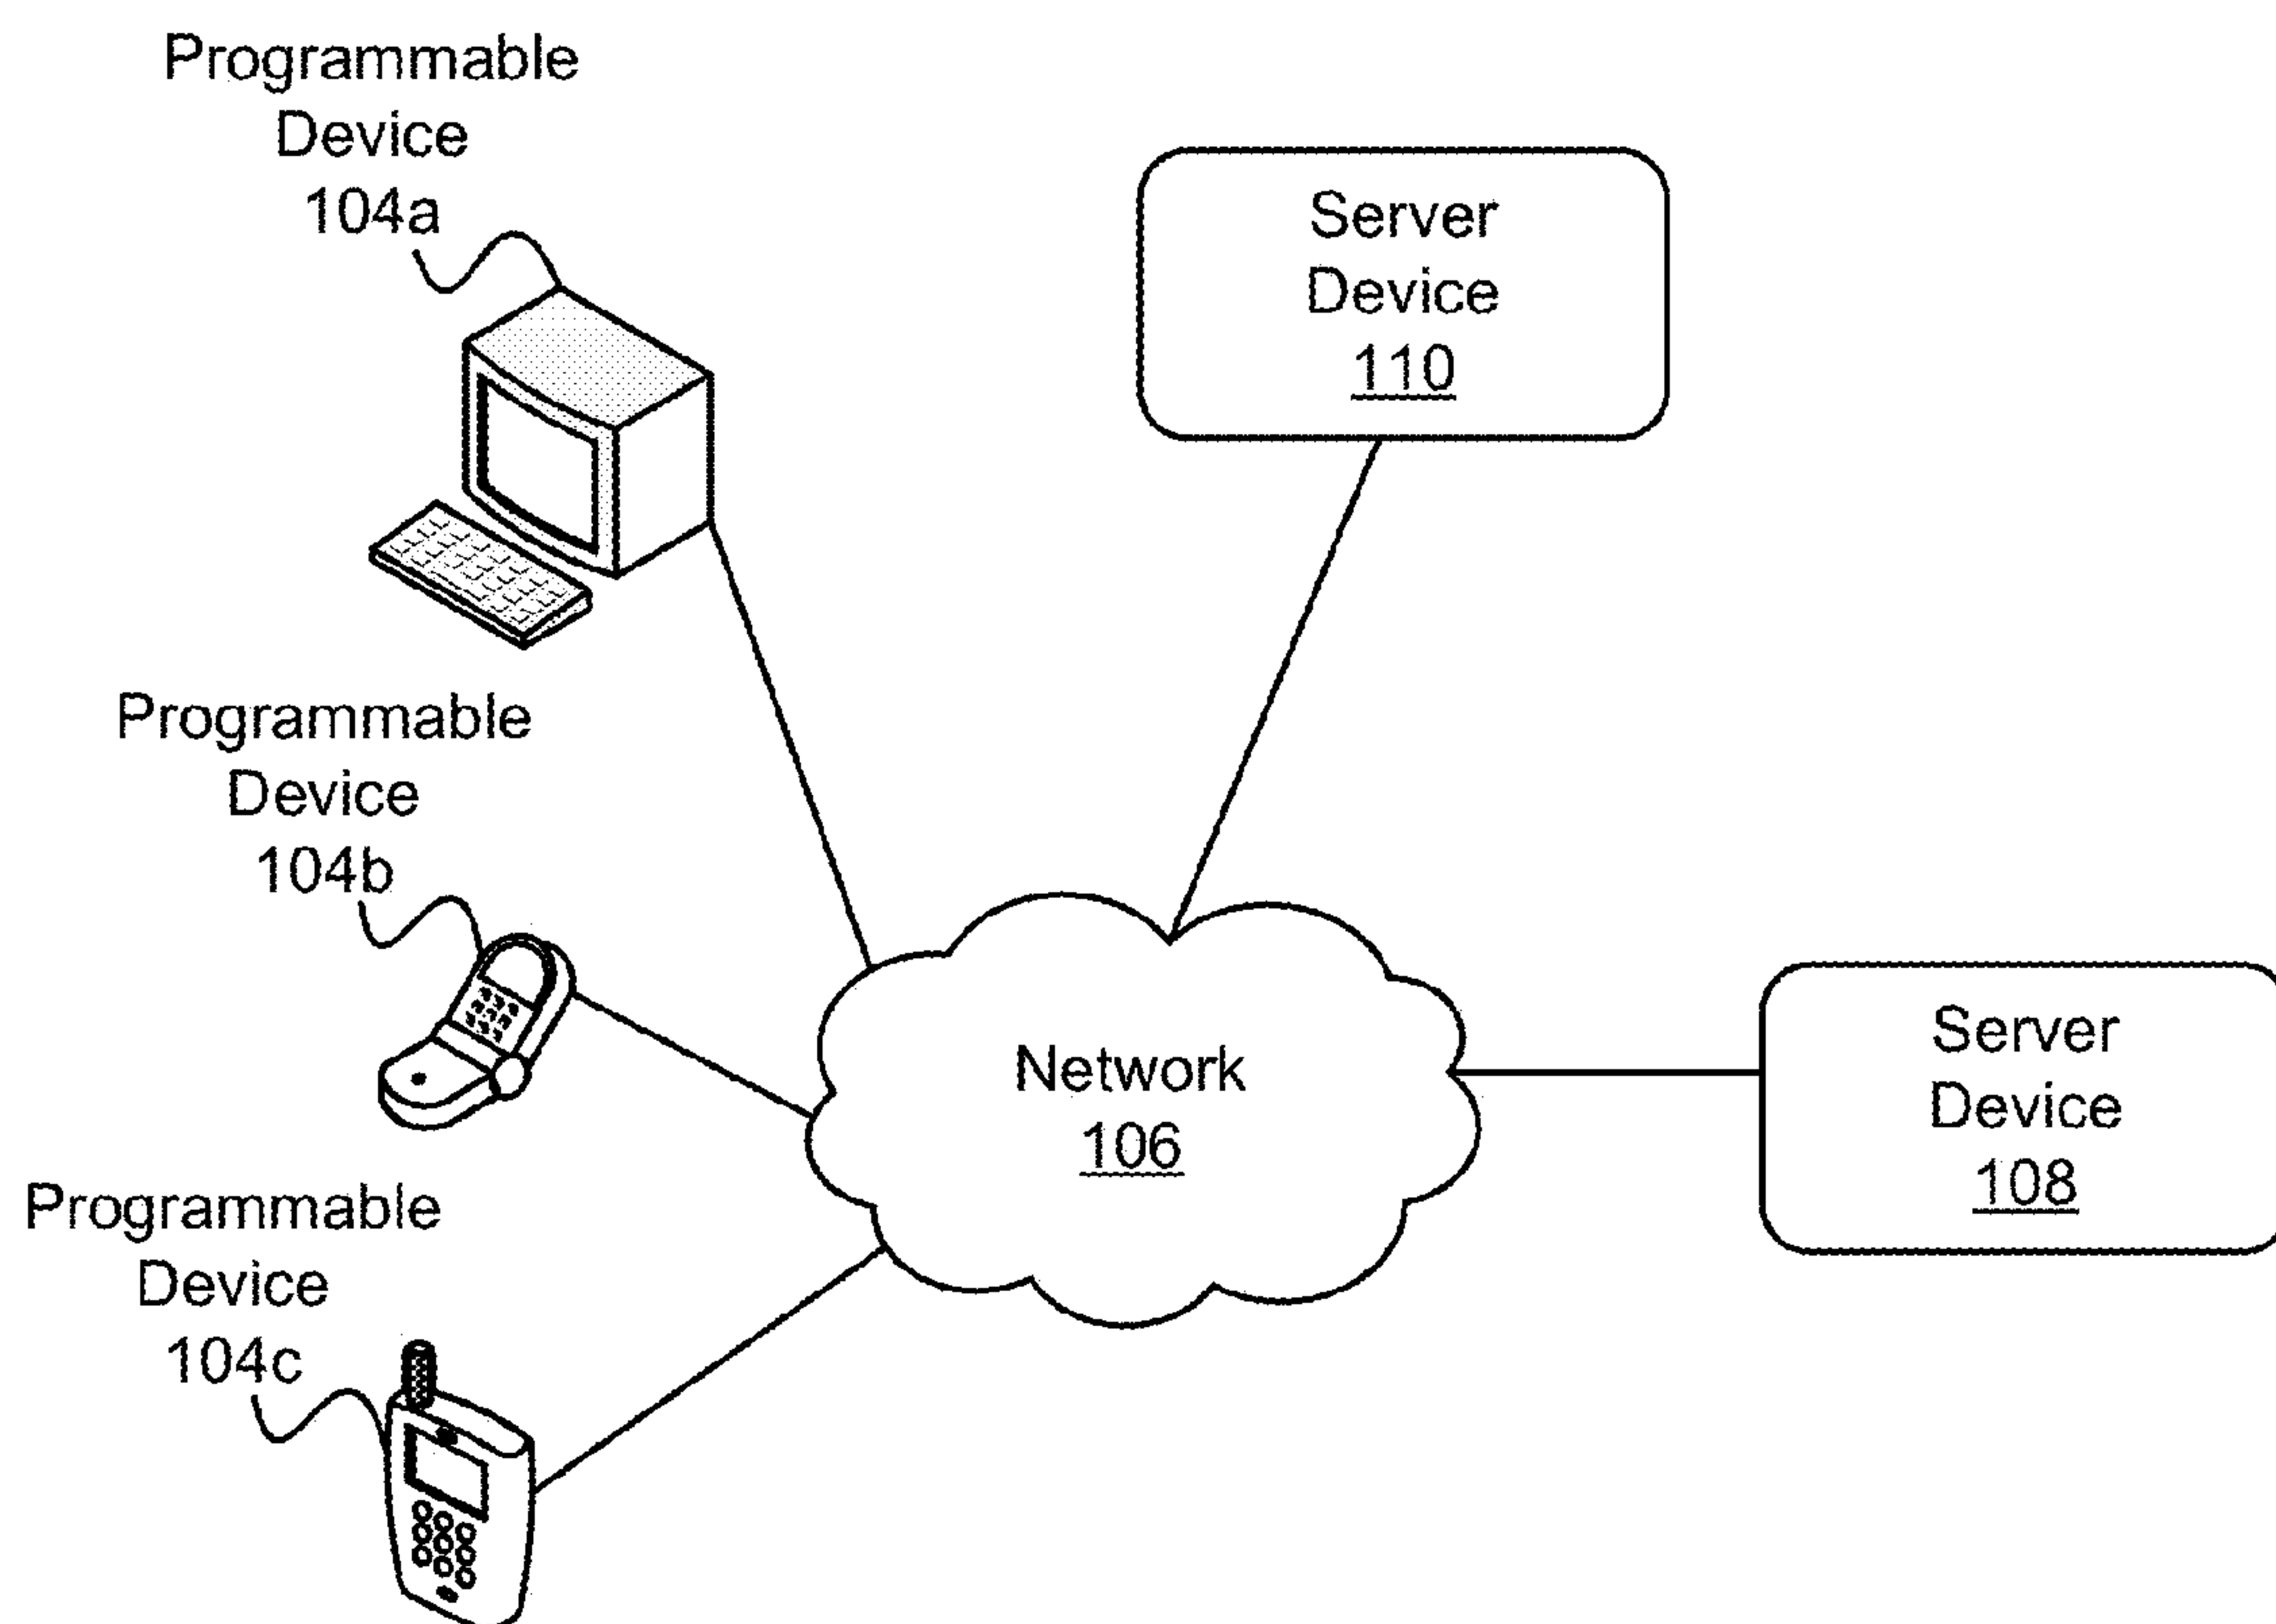 Programmable
Device
104a
Server
Device
110
Programmable
Device
104b
Network
106
Server
Device
108
Programmable
Device
104c